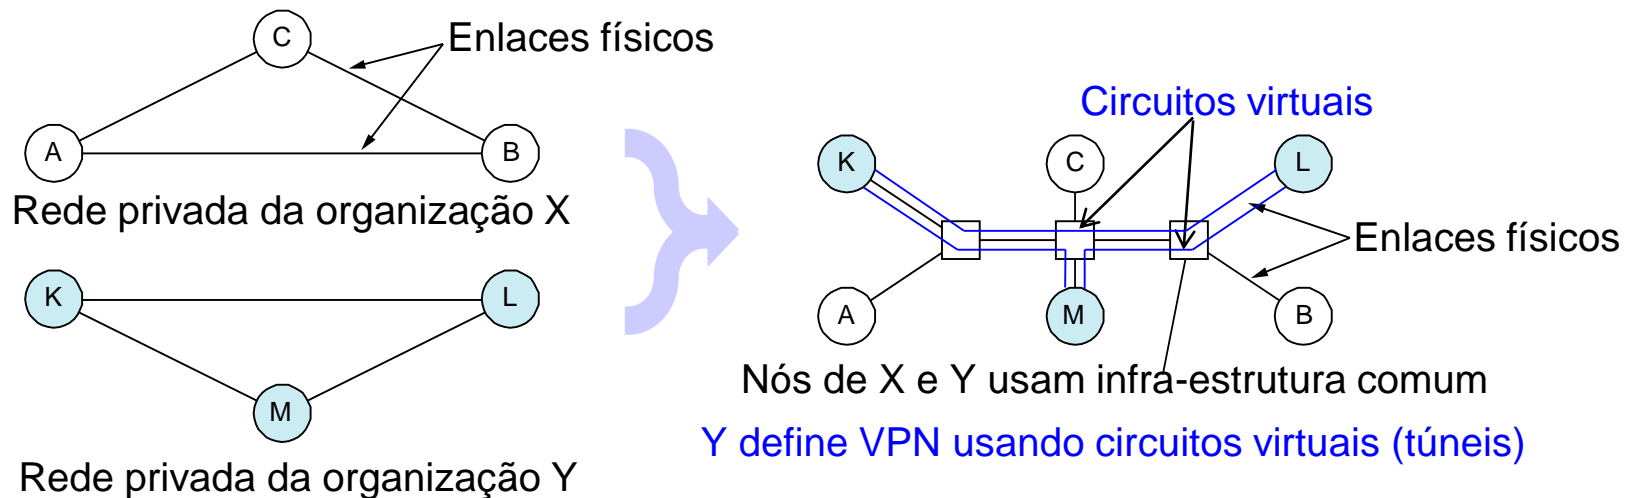 C
Enlaces físicos
A
B
Rede privada da organização X
K
L
M
Rede privada da organização Y
Circuitos virtuais
K
C
L
Enlaces físicos
A
M
B
Nós de X e Y usam infra-estrutura comum
Y define VPN usando circuitos virtuais (túneis)